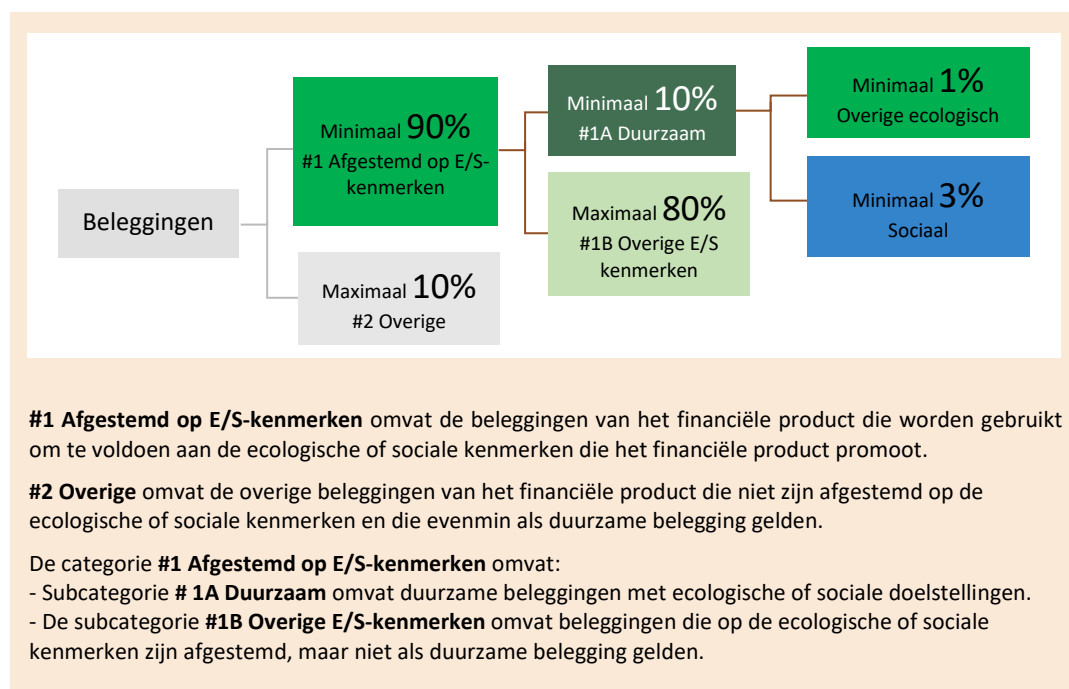 Beleggingen
Minimaal 90%
#1 Afgestemd op E/S-
kenmerken
Maximaal 10%
#2 Overige
Minimaal 10%
#1A Duurzaam
Maximaal 80%
#1B Overige E/S
kenmerken
Minimaal 1%
Overige ecologisch
Minimaal 3%
Sociaal
#1 Afgestemd op E/S-kenmerken omvat de beleggingen van het financiële product die worden gebruikt
om te voldoen aan de ecologische of sociale kenmerken die het financiële product promoot.
#2 Overige omvat de overige beleggingen van het financiële product die niet zijn afgestemd op de
ecologische of sociale kenmerken en die evenmin als duurzame belegging gelden.
De categorie #1 Afgestemd op E/S-kenmerken omvat:
- Subcategorie # 1A Duurzaam omvat duurzame beleggingen met ecologische of sociale doelstellingen.
- De subcategorie #1B Overige E/S-kenmerken omvat beleggingen die op de ecologische of sociale
kenmerken zijn afgestemd, maar niet als duurzame belegging gelden.